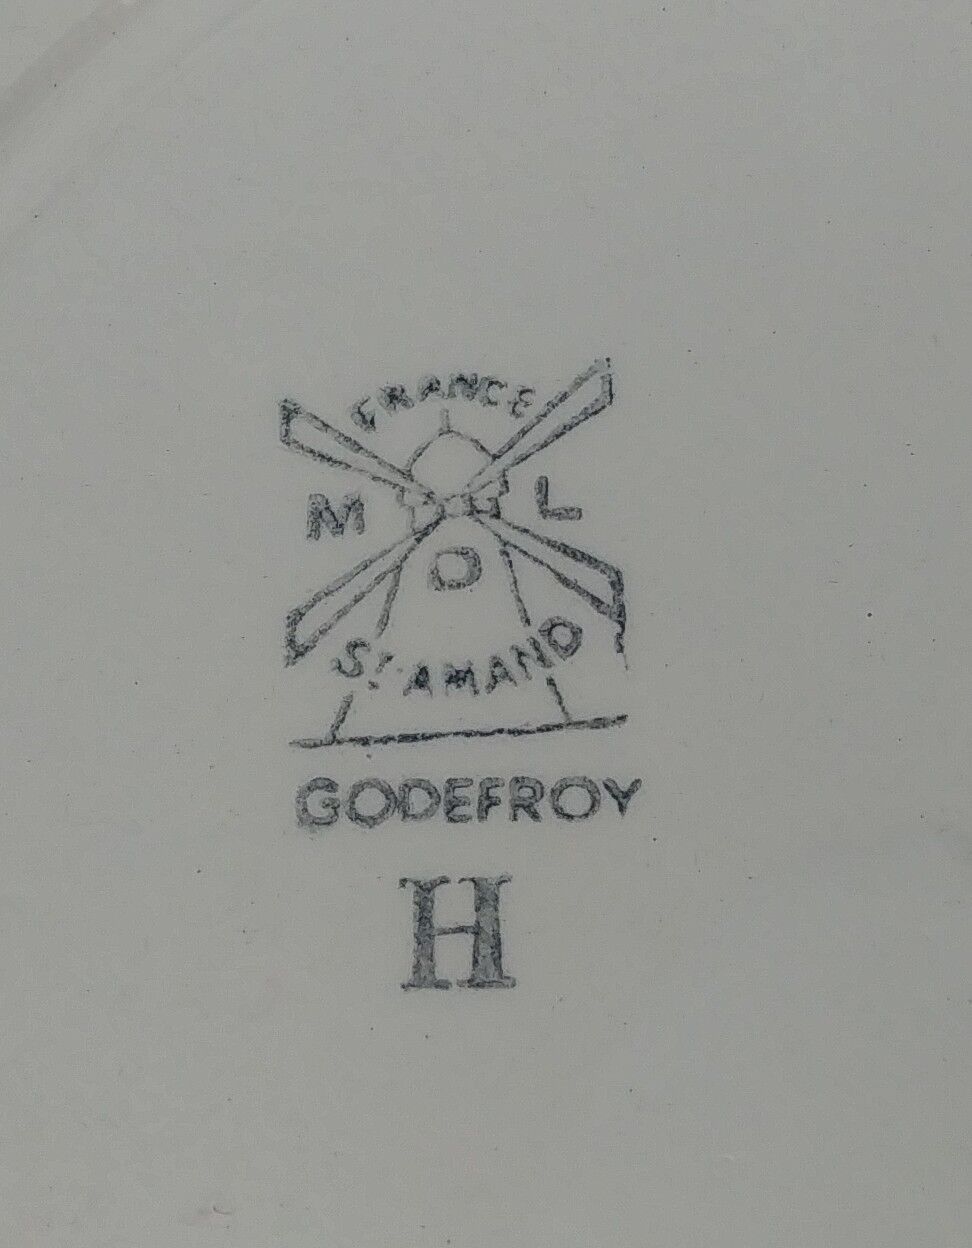 FRANCE
M L
O
St. AMAND
GODEFROY
H